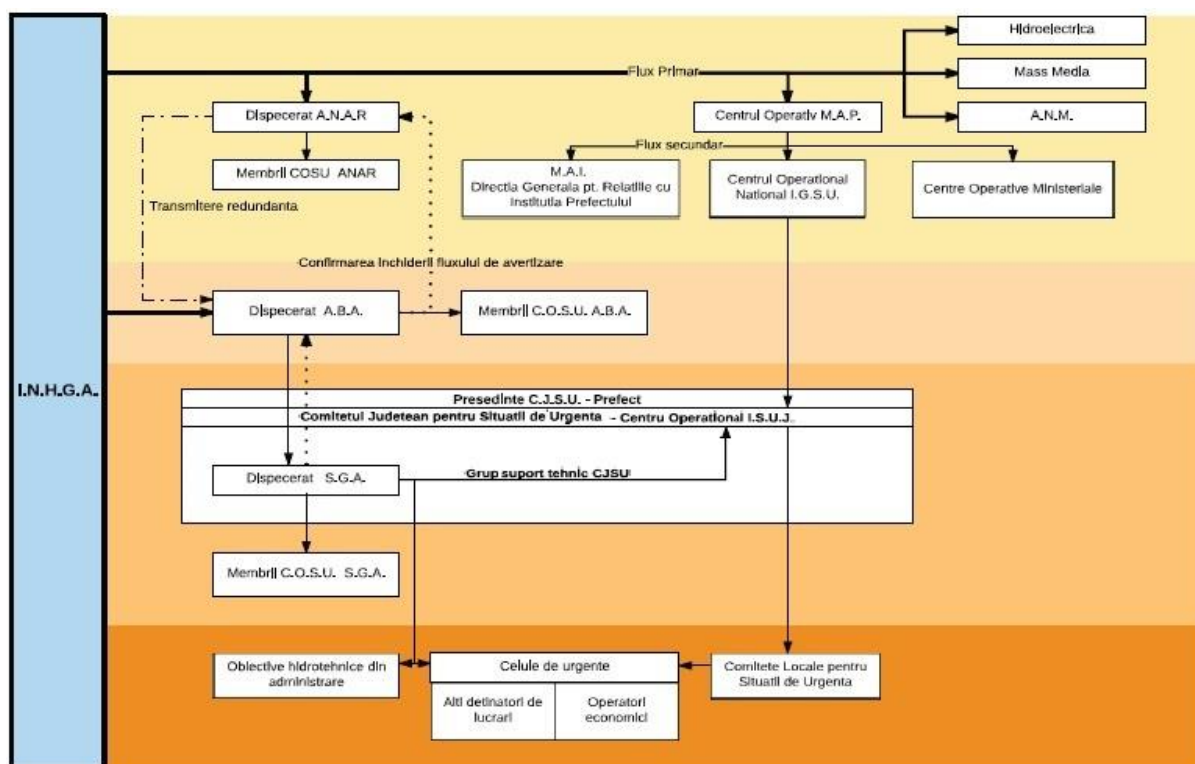 I.N.H.G.A.
Hidroelectrica
Flux Primar
Mass Media
Dispecerat A.N.A.R
Centrul Operativ M.A.P.
A.N.M.
Flux secundar
Membrii COSU ANAR
M.A.I.
Directia Generala pt. Relatiile cu
Institutia Prefectului
Centrul Operational
National I.G.S.U.
Centre Operative Ministeriale
Transmitere redundanta
Confirmarea inchiderii fluxului de avertizare
Dispecerat A.B.A.
Membrii C.O.S.U. A.B.A.
Presedinte C.J.S.U. - Prefect
Comitetul Judetean pentru Situatii de Urgenta - Centru Operational I.S.U.J.
Dispecerat S.G.A.
Grup suport tehnic CJSU
Membrii C.O.S.U. S.G.A.
Obiective hidrotehnice din
administrare
Celule de urgente
Alti detinatori de
lucrari
Operatori
economici
Comitete Locale pentru
Situatii de Urgenta